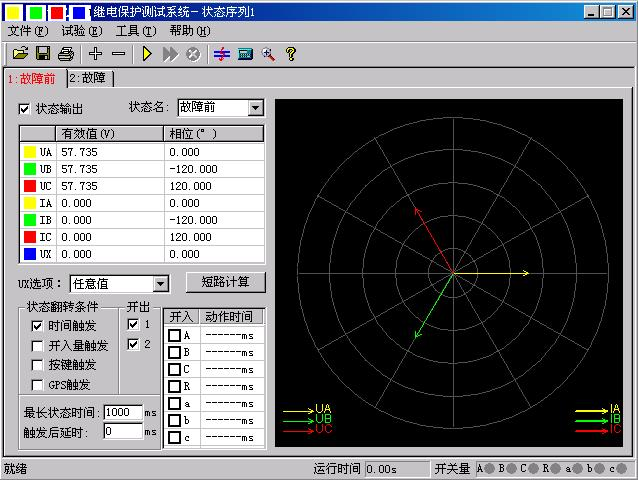 继电保护测试系统－状态序列1
文件(F) 试验(E) 工具(T) 帮助(H)
1:故障前 2:故障
状态输出 状态名: 故障前
有效值(V) 相位(°)
UA 57.735 0.000
UB 57.735 -120.000
UC 57.735 120.000
IA 0.000 0.000
IB 0.000 -120.000
IC 0.000 120.000
UX 0.000 0.000
UX选项: 任意值 短路计算
状态翻转条件 开出
时间触发 1
开入量触发 2
按键触发
GPS触发
开入 动作时间
A ------ms
B ------ms
C ------ms
R ------ms
a ------ms
b ------ms
c ------ms
最长状态时间: 1000 ms
触发后延时: 0 ms
UA IA
UB IB
UC IC
就绪 运行时间 0.00s 开关量 A B C R a b c